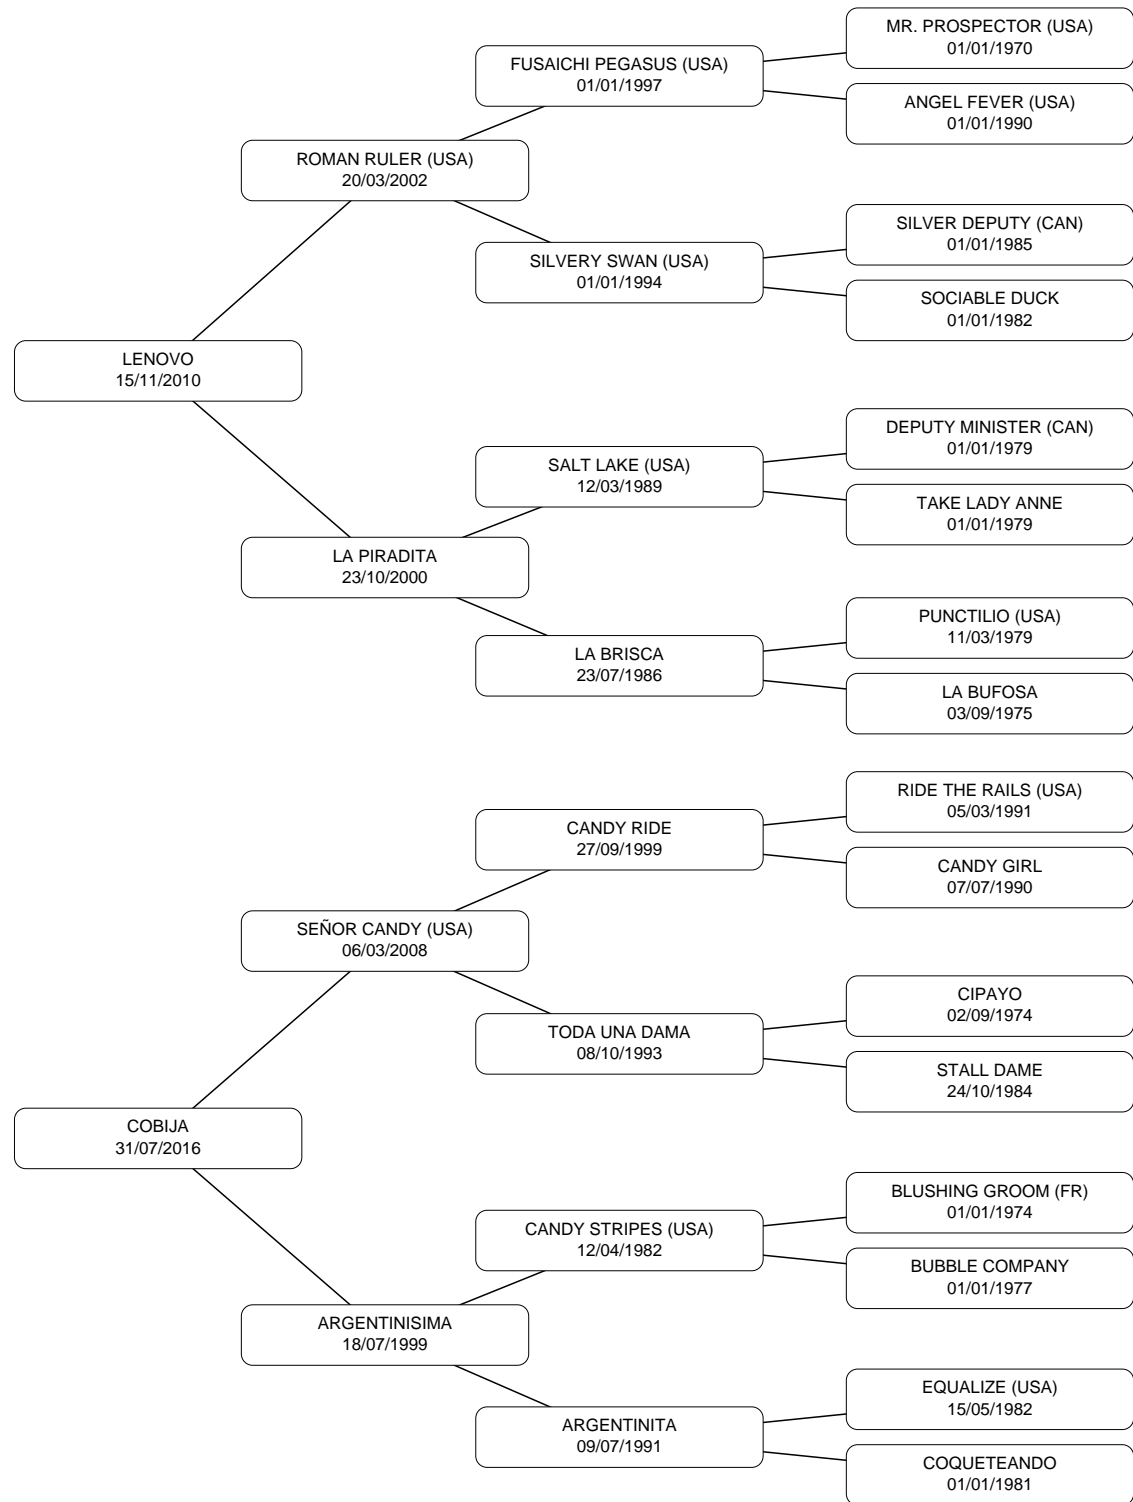 MR. PROSPECTOR (USA)
01/01/1970
FUSAICHI PEGASUS (USA)
01/01/1997
ANGEL FEVER (USA)
01/01/1990
ROMAN RULER (USA)
20/03/2002
SILVER DEPUTY (CAN)
01/01/1985
SILVERY SWAN (USA)
01/01/1994
SOCIABLE DUCK
01/01/1982
LENOVO
15/11/2010
DEPUTY MINISTER (CAN)
01/01/1979
SALT LAKE (USA)
12/03/1989
TAKE LADY ANNE
01/01/1979
LA PIRADITA
23/10/2000
PUNCTILIO (USA)
11/03/1979
LA BRISCA
23/07/1986
LA BUFOSA
03/09/1975
RIDE THE RAILS (USA)
05/03/1991
CANDY RIDE
27/09/1999
CANDY GIRL
07/07/1990
SEÑOR CANDY (USA)
06/03/2008
CIPAYO
02/09/1974
TODA UNA DAMA
08/10/1993
STALL DAME
24/10/1984
COBIJA
31/07/2016
BLUSHING GROOM (FR)
01/01/1974
CANDY STRIPES (USA)
12/04/1982
BUBBLE COMPANY
01/01/1977
ARGENTINISIMA
18/07/1999
EQUALIZE (USA)
15/05/1982
ARGENTINITA
09/07/1991
COQUETEANDO
01/01/1981